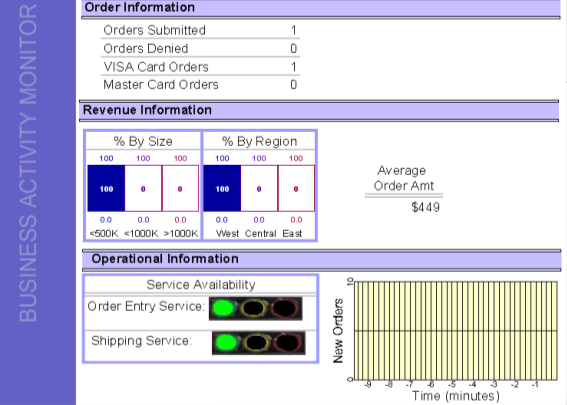 BUSINESS ACTIVITY MONITOR
Order Information
Orders Submitted 1
Orders Denied 0
VISA Card Orders 1
Master Card Orders 0
Revenue Information
% By Size % By Region
100 100 100 100 100 100
100 0 0 100 0 0
0.0 0.0 0.0 0.0 0.0 0.0
<500K <1000K >1000K West Central East
Average
Order Amt
$449
Operational Information
Service Availability
Order Entry Service:
Shipping Service:
New Orders
10
0
-9 -8 -7 -6 -5 -4 -3 -2 -1
Time (minutes)